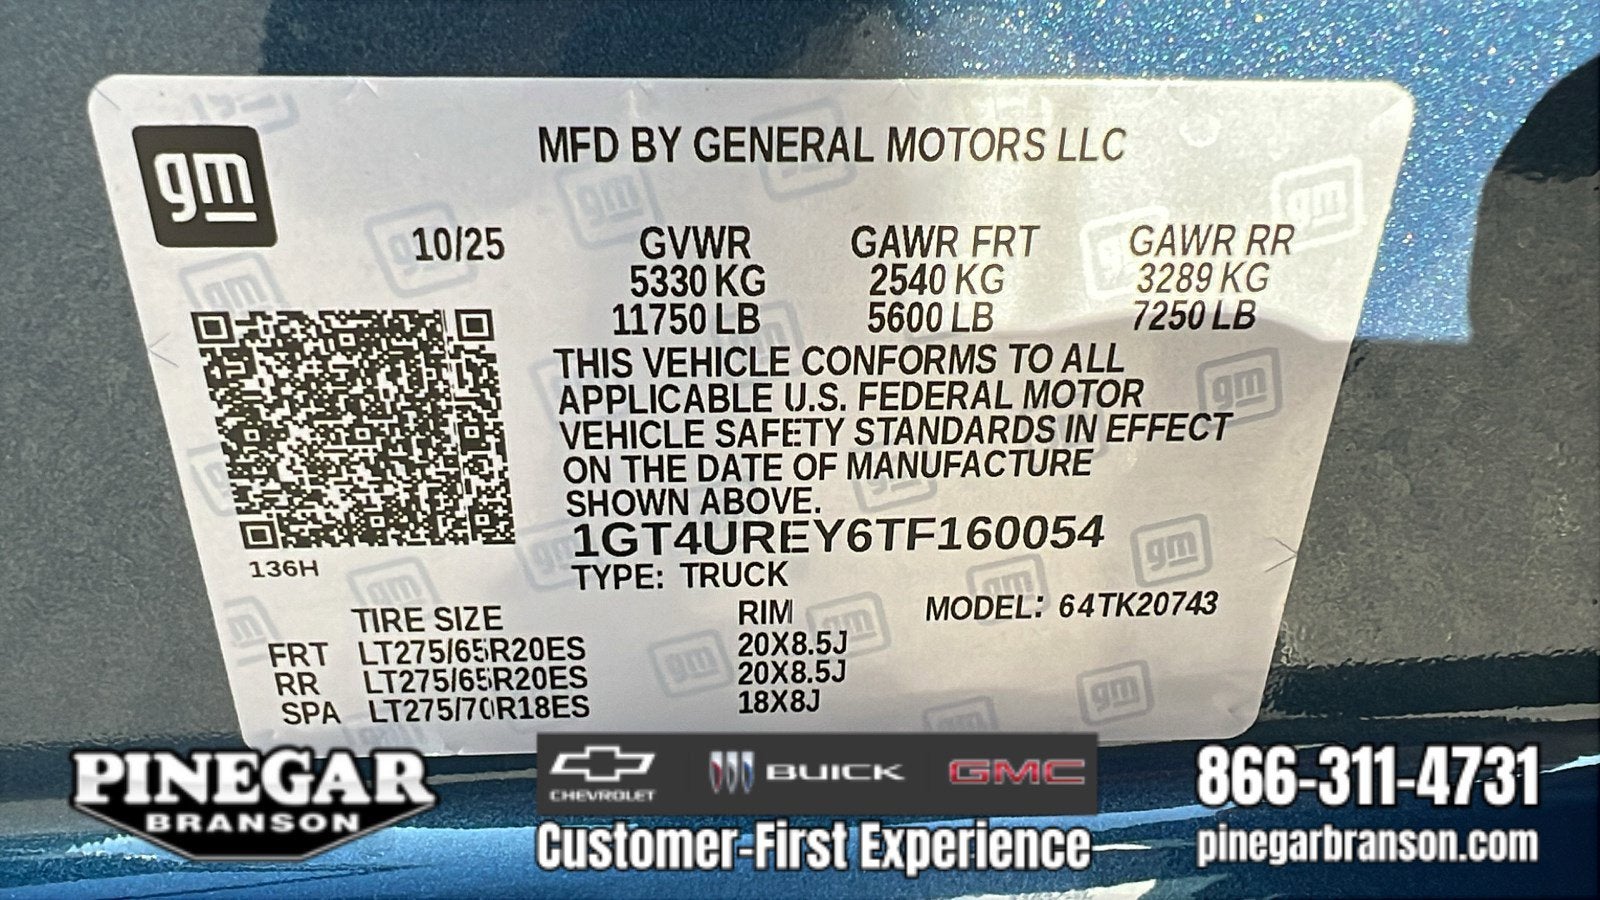 gm
MFD BY GENERAL MOTORS LLC
10/25 GVWR GAWR FRT GAWR RR
5330 KG 2540 KG 3289 KG
11750 LB 5600 LB 7250 LB
THIS VEHICLE CONFORMS TO ALL
APPLICABLE U.S. FEDERAL MOTOR
VEHICLE SAFETY STANDARDS IN EFFECT
ON THE DATE OF MANUFACTURE
SHOWN ABOVE.
1GT4UREY6TF160054
136H
TYPE: TRUCK
TIRE SIZE RIM MODEL: 64TK20743
FRT LT275/65R20ES 20X8.5J
RR LT275/65R20ES 20X8.5J
SPA LT275/70R18ES 18X8J
PINEGAR
BRANSON
CHEVROLET
BUICK
GMC
Customer-First Experience
866-311-4731
pinegarbranson.com